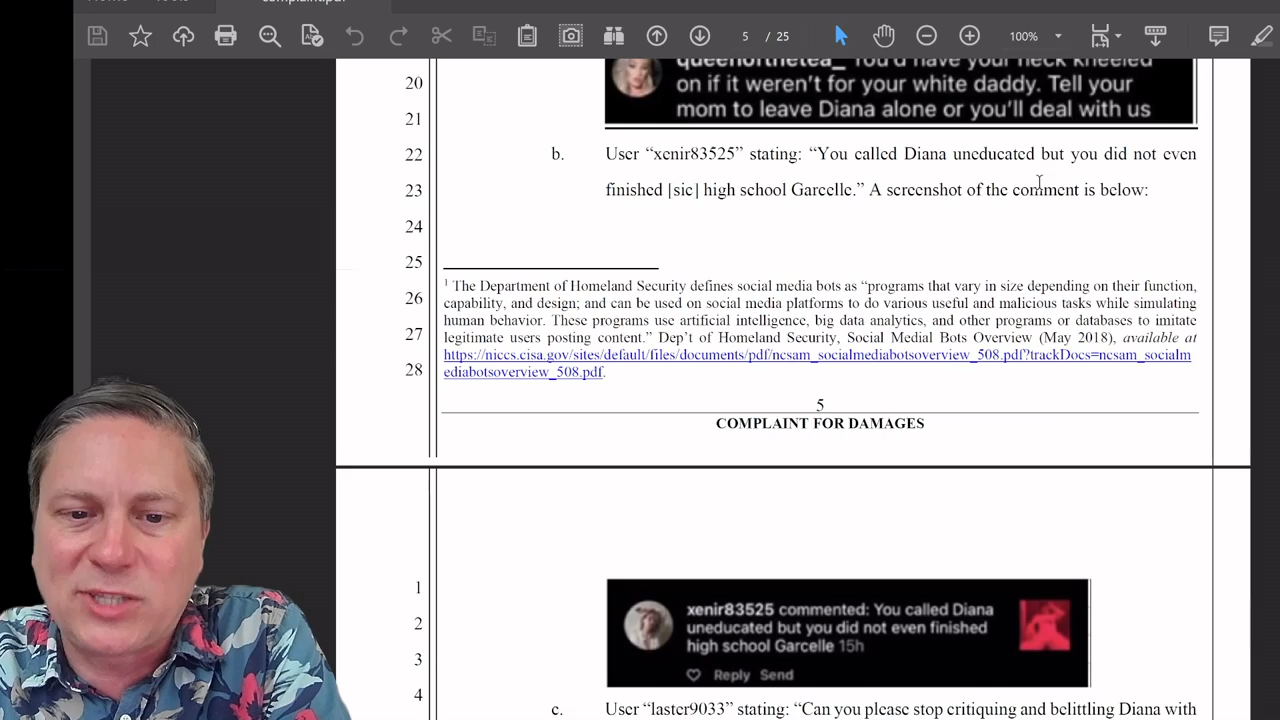 complaint.pdf
5 / 25
100%
20
queenofthetea_ You'd have your neck kneeled
on if it weren't for your white daddy. Tell your
21
mom to leave Diana alone or you'll deal with us
22
b. User “xenir83525” stating: “You called Diana uneducated but you did not even
23
finished [sic] high school Garcelle.” A screenshot of the comment is below:
24
25
26
27
28
1 The Department of Homeland Security defines social media bots as “programs that vary in size depending on their function,
capability, and design; and can be used on social media platforms to do various useful and malicious tasks while simulating
human behavior. These programs use artificial intelligence, big data analytics, and other programs or databases to imitate
legitimate users posting content.” Dep't of Homeland Security, Social Medial Bots Overview (May 2018), available at
https://niccs.cisa.gov/sites/default/files/documents/pdf/ncsam_socialmediabotsoverview_508.pdf?trackDocs=ncsam_socialm
ediabotsoverview_508.pdf.
5
COMPLAINT FOR DAMAGES
1
2
3
4
xenir83525 commented: You called Diana
uneducated but you did not even finished
high school Garcelle 15h
Reply Send
c. User “laster9033” stating: “Can you please stop critiquing and belittling Diana with